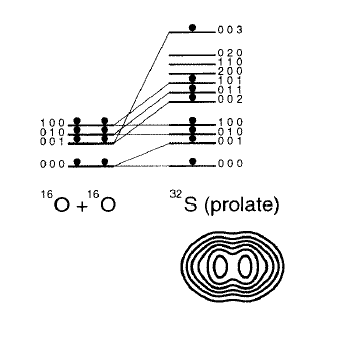 0 0 3
0 2 0
1 1 0
2 0 0
1 0 1
0 1 1
0 0 2
1 0 0
0 1 0
0 0 1
0 0 0
1 0 0
0 1 0
0 0 1
0 0 0
16O + 16O
32S (prolate)